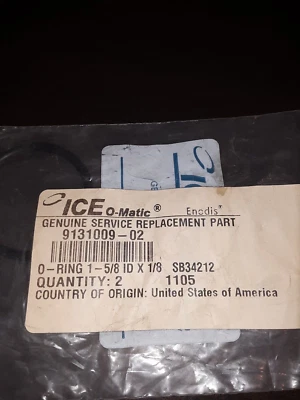 ICE O-Matic® Enodis
GENUINE SERVICE REPLACEMENT PART
9131009-02
O-RING 1-5/8 ID X 1/8 SB34212
QUANTITY: 2 1105
COUNTRY OF ORIGIN: United States of America